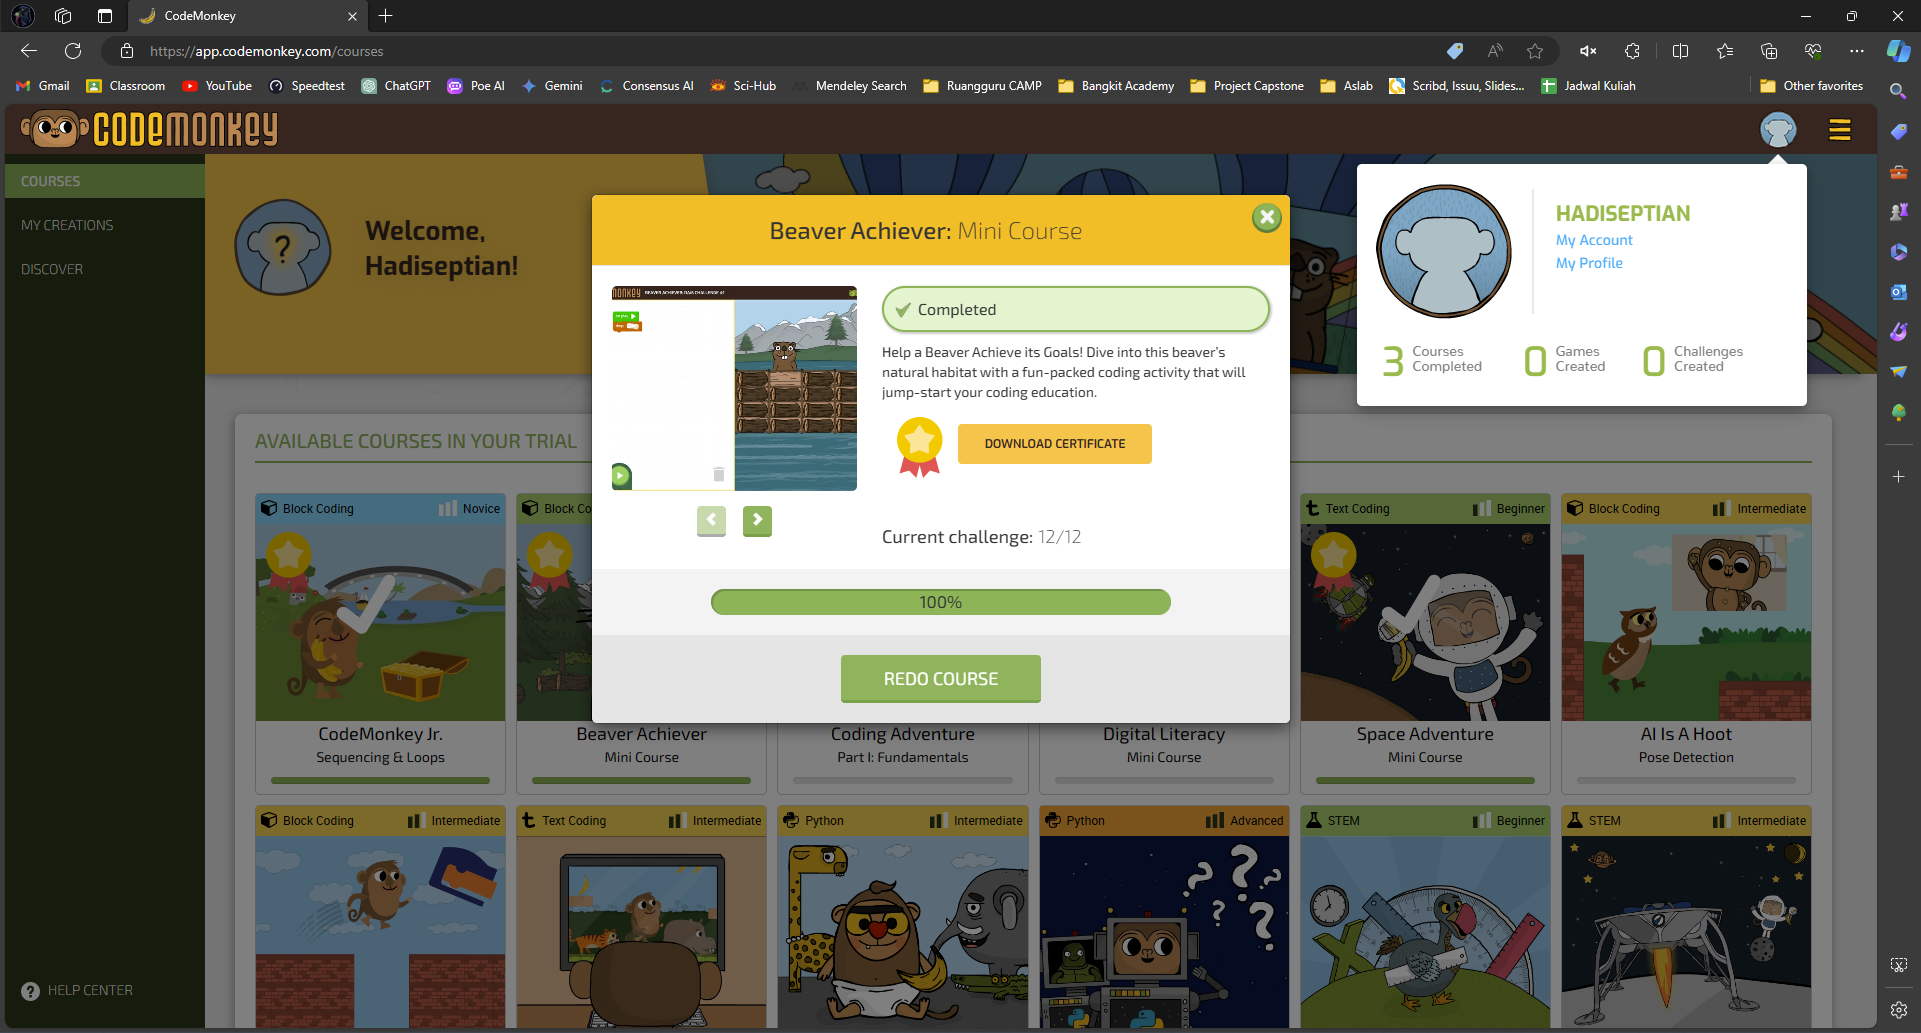 CodeMonkey
https://app.codemonkey.com/courses
Gmail
Classroom
YouTube
Speedtest
ChatGPT
Poe AI
Gemini
Consensus AI
Sci-Hub
Mendeley Search
Ruangguru CAMP
Bangkit Academy
Project Capstone
Aslab
Scribd, Issuu, Slides...
Jadwal Kuliah
Other favorites
CODEMONKEY
COURSES
MY CREATIONS
DISCOVER
HELP CENTER
Welcome,
Hadiseptian!
HADISEPTIAN
My Account
My Profile
3 Courses Completed
0 Games Created
0 Challenges Created
Beaver Achiever: Mini Course
Completed
Help a Beaver Achieve its Goals! Dive into this beaver's
natural habitat with a fun-packed coding activity that will
jump-start your coding education.
DOWNLOAD CERTIFICATE
Current challenge: 12/12
100%
REDO COURSE
AVAILABLE COURSES IN YOUR TRIAL
Block Coding Novice
CodeMonkey Jr.
Sequencing & Loops
Block Co
Beaver Achiever
Mini Course
Coding Adventure
Part I: Fundamentals
Digital Literacy
Mini Course
Text Coding Beginner
Space Adventure
Mini Course
Block Coding Intermediate
AI Is A Hoot
Pose Detection
Block Coding Intermediate
Text Coding Intermediate
Python Intermediate
Python Advanced
STEM Beginner
STEM Intermediate